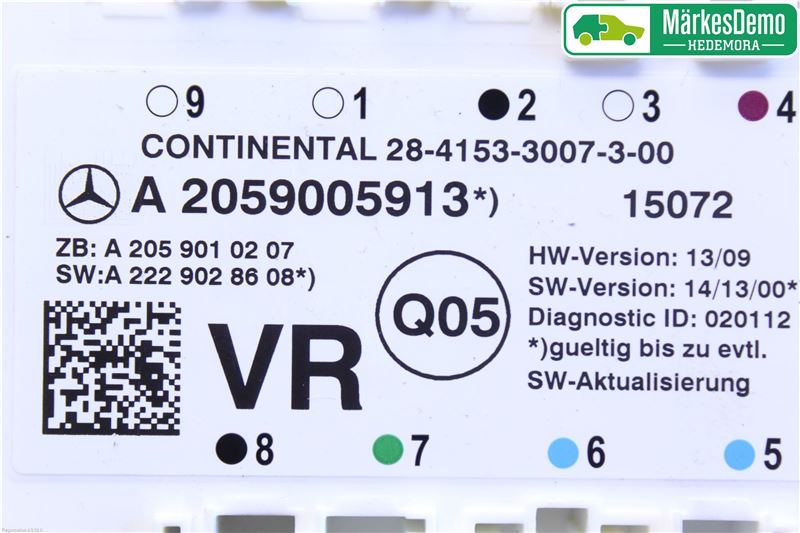 MärkesDemo
HEDEMORA
9 1 2 3 4
CONTINENTAL 28-4153-3007-3-00
A 2059005913*) 15072
ZB: A 205 901 02 07
SW:A 222 902 86 08*)
HW-Version: 13/09
SW-Version: 14/13/00*
Diagnostic ID: 020112
*)gueltig bis zu evtl.
SW-Aktualisierung
Q05
VR
8 7 6 5